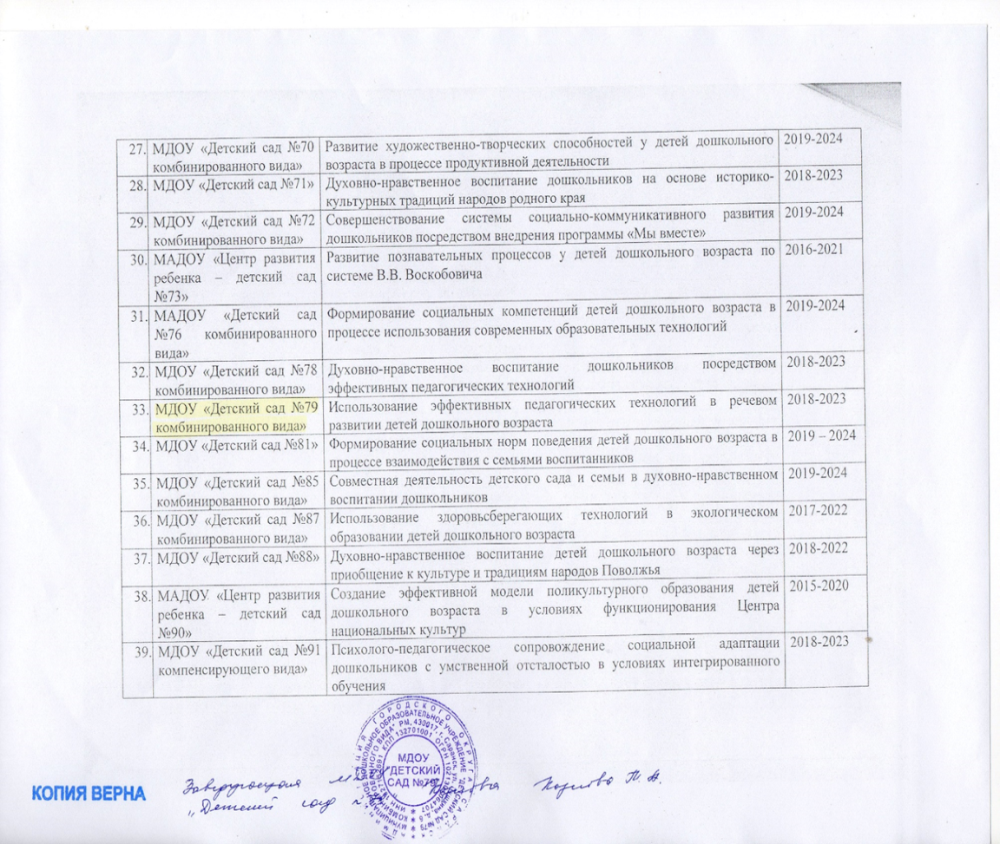 27. МДОУ «Детский сад №70 комбинированного вида»
Развитие художественно-творческих способностей у детей дошкольного возраста в процессе продуктивной деятельности
2019-2024
28. МДОУ «Детский сад №71»
Духовно-нравственное воспитание дошкольников на основе историко-культурных традиций народов родного края
2018-2023
29. МДОУ «Детский сад №72 комбинированного вида»
Совершенствование системы социально-коммуникативного развития дошкольников посредством внедрения программы «Мы вместе»
2019-2024
30. МАДОУ «Центр развития ребенка – детский сад №73»
Развитие познавательных процессов у детей дошкольного возраста по системе В.В. Воскобовича
2016-2021
31. МАДОУ «Детский сад №76 комбинированного вида»
Формирование социальных компетенций детей дошкольного возраста в процессе использования современных образовательных технологий
2019-2024
32. МДОУ «Детский сад №78 комбинированного вида»
Духовно-нравственное воспитание дошкольников посредством эффективных педагогических технологий
2018-2023
33. МДОУ «Детский сад №79 комбинированного вида»
Использование эффективных педагогических технологий в речевом развитии детей дошкольного возраста
2018-2023
34. МДОУ «Детский сад №81»
Формирование социальных норм поведения детей дошкольного возраста в процессе взаимодействия с семьями воспитанников
2019 – 2024
35. МДОУ «Детский сад №85 комбинированного вида»
Совместная деятельность детского сада и семьи в духовно-нравственном воспитании дошкольников
2019-2024
36. МДОУ «Детский сад №87 комбинированного вида»
Использование здоровьсберегающих технологий в экологическом образовании детей дошкольного возраста
2017-2022
37. МДОУ «Детский сад №88»
Духовно-нравственное воспитание детей дошкольного возраста через приобщение к культуре и традициям народов Поволжья
2018-2022
38. МАДОУ «Центр развития ребенка – детский сад №90»
Создание эффективной модели поликультурного образования детей дошкольного возраста в условиях функционирования Центра национальных культур
2015-2020
39. МДОУ «Детский сад №91 компенсирующего вида»
Психолого-педагогическое сопровождение социальной адаптации дошкольников с умственной отсталостью в условиях интегрированного обучения
2018-2023
МДОУ
"ДЕТСКИЙ
САД №79"
КОПИЯ ВЕРНА
Заведующая
"Детский сад